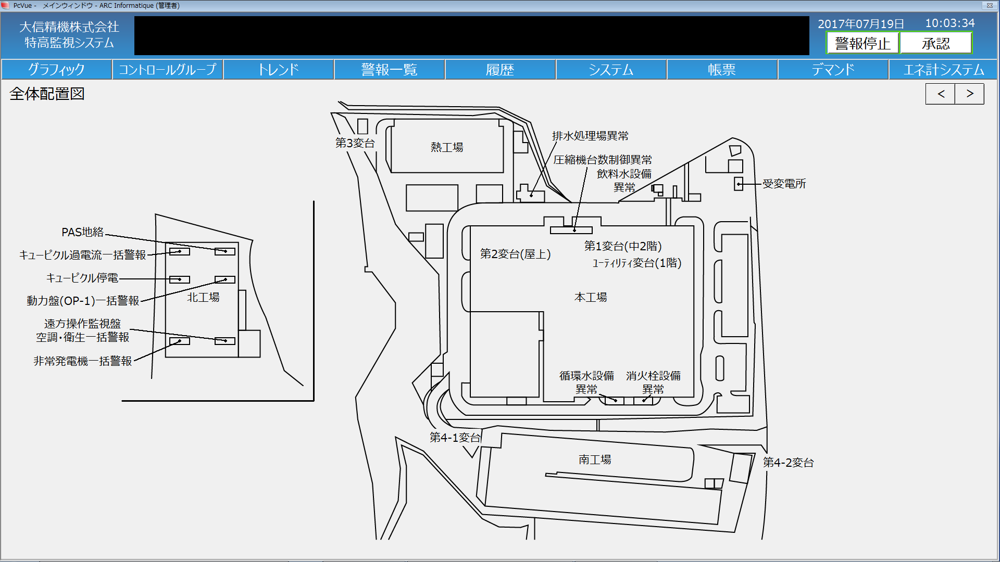 PcVue - メインウィンドウ - ARC Informatique (管理者)
大信精機株式会社
特高監視システム
2017年07月19日 10:03:34
警報停止 承認
グラフィック コントロールグループ トレンド 警報一覧 履歴 システム 帳票 デマンド エネ計システム
全体配置図
< >
排水処理場異常
第3変台
熱工場
圧縮機台数制御異常
飲料水設備
異常
受変電所
PAS地絡
キュービクル過電流一括警報
キュービクル停電
動力盤(OP-1)一括警報
北工場
遠方操作監視盤
空調・衛生一括警報
非常発電機一括警報
第1変台(中2階)
第2変台(屋上)
ﾕｰﾃｨﾘﾃｨ変台(1階)
本工場
循環水設備
異常
消火栓設備
異常
第4-1変台
南工場
第4-2変台